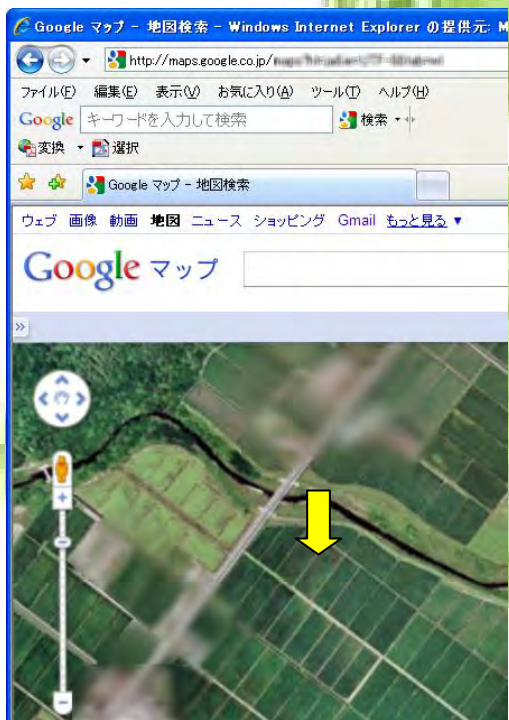 Google マップ - 地図検索 - Windows Internet Explorer の提供元: M
http://maps.google.co.jp/
ファイル(F) 編集(E) 表示(V) お気に入り(A) ツール(T) ヘルプ(H)
Google キーワードを入力して検索 検索
変換 選択
Google マップ - 地図検索
ウェブ 画像 動画 地図 ニュース ショッピング Gmail もっと見る ▼
Google マップ
»